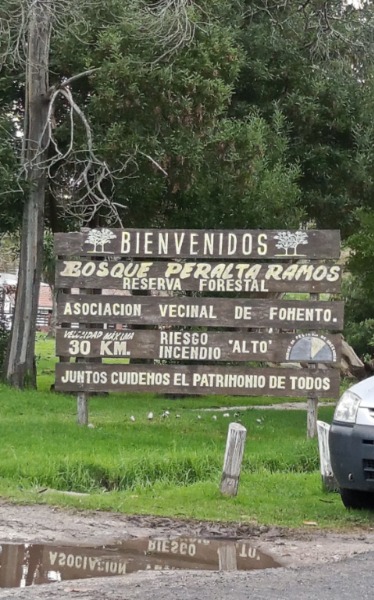 BIENVENIDOS
BOSQUE PERALTA RAMOS
RESERVA FORESTAL
ASOCIACION VECINAL DE FOMENTO.
VELOCIDAD MÁXIMA
30 KM.
RIESGO "ALTO"
INCENDIO
JUNTOS CUIDEMOS EL PATRIMONIO DE TODOS